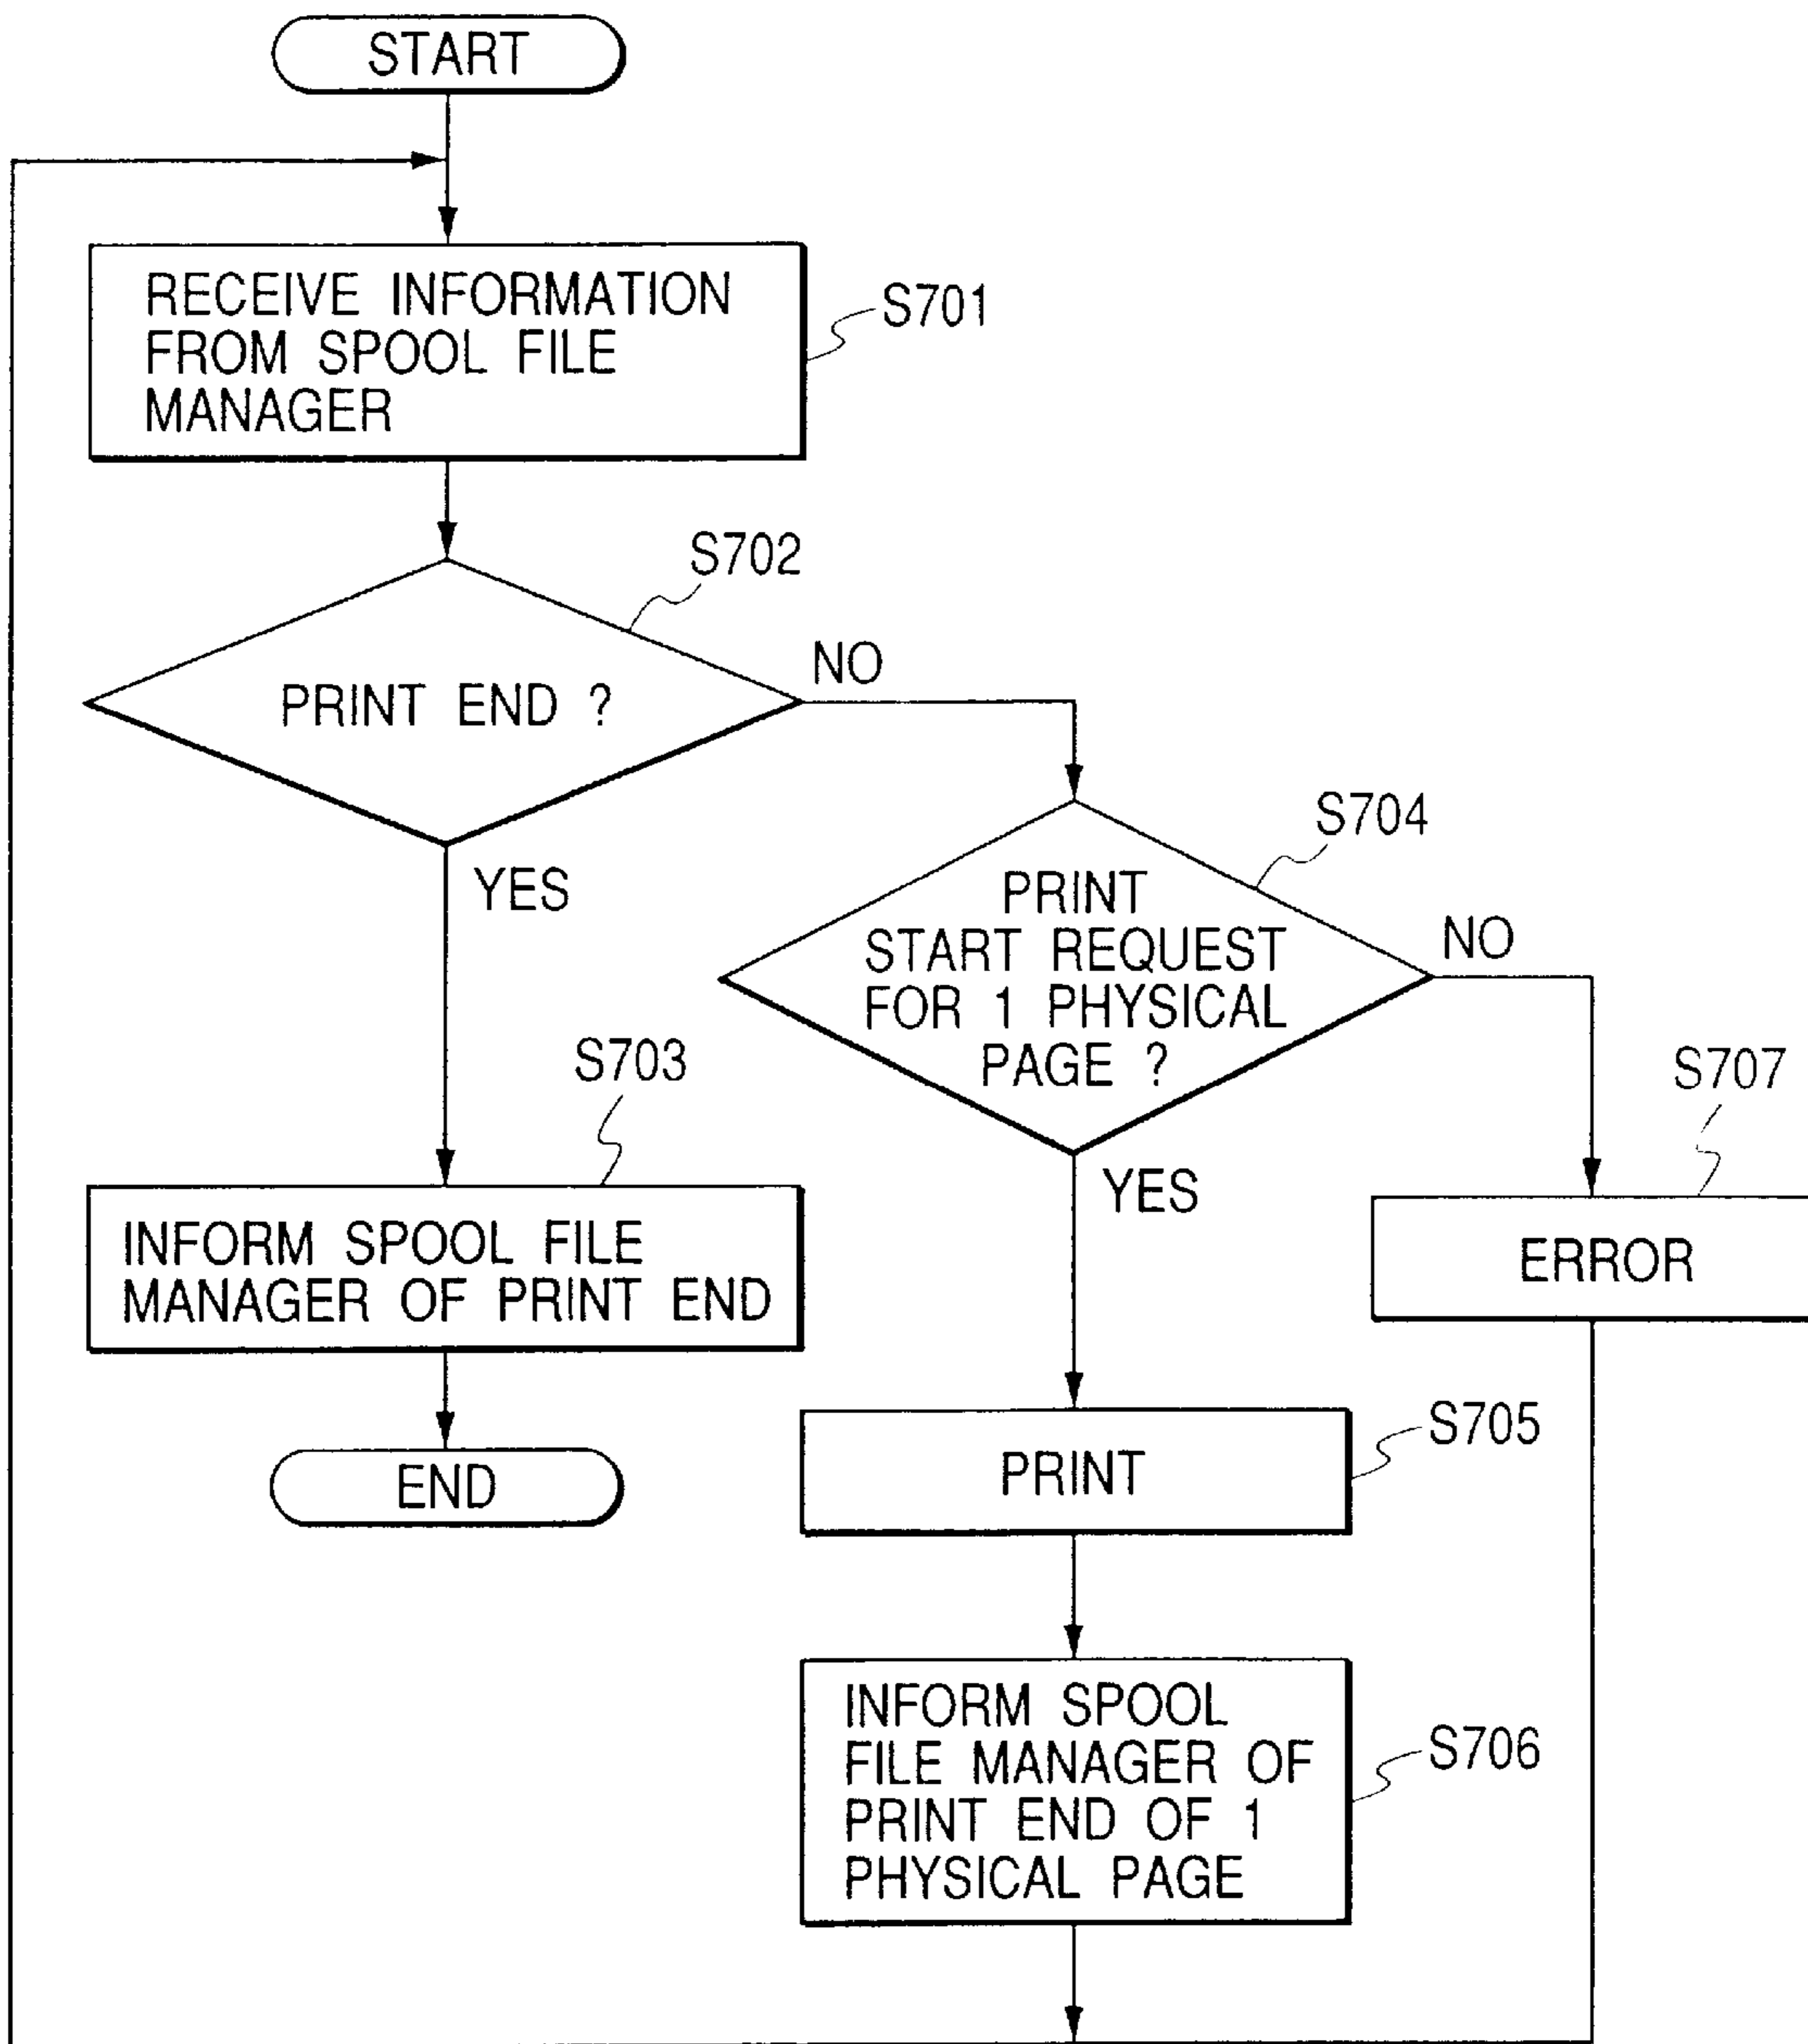 START
RECEIVE INFORMATION
FROM SPOOL FILE
MANAGER
S701
S702
PRINT END ?
NO
YES
S704
PRINT
START REQUEST
FOR 1 PHYSICAL
PAGE ?
NO
YES
S703
INFORM SPOOL FILE
MANAGER OF PRINT END
S707
ERROR
END
S705
PRINT
S706
INFORM SPOOL
FILE MANAGER OF
PRINT END OF 1
PHYSICAL PAGE